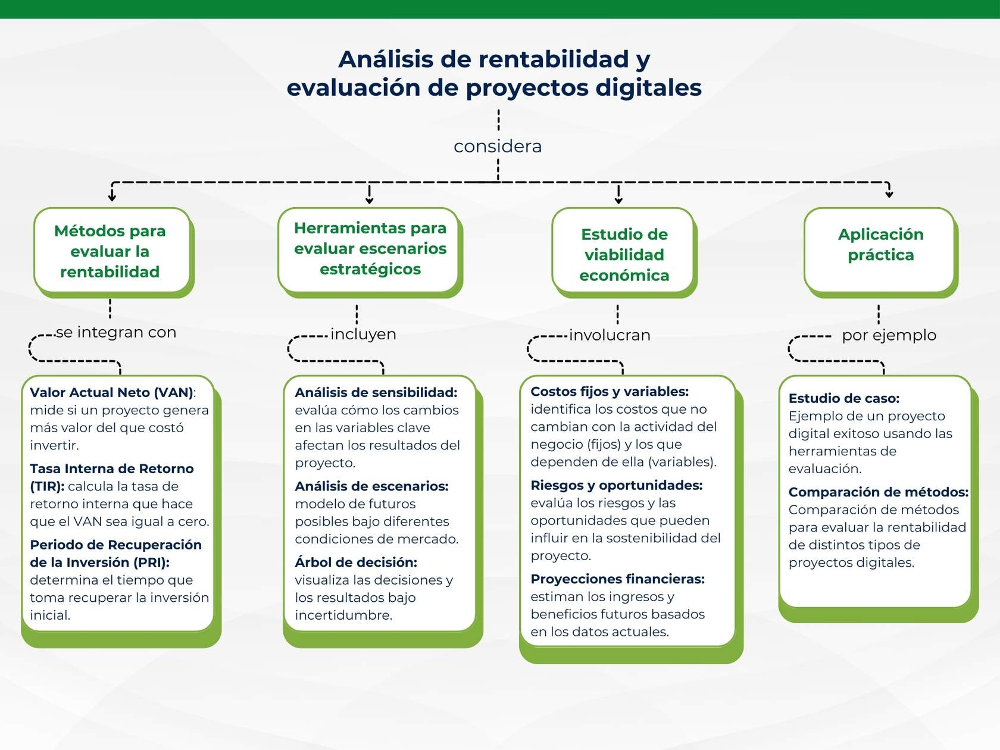 Análisis de rentabilidad y
evaluación de proyectos digitales
considera
Métodos para
evaluar la
rentabilidad
se integran con
Valor Actual Neto (VAN):
mide si un proyecto genera
más valor del que costó
invertir.
Tasa Interna de Retorno
(TIR): calcula la tasa de
retorno interna que hace
que el VAN sea igual a cero.
Periodo de Recuperación
de la Inversión (PRI):
determina el tiempo que
toma recuperar la inversión
inicial.
Herramientas para
evaluar escenarios
estratégicos
incluyen
Análisis de sensibilidad:
evalúa cómo los cambios
en las variables clave
afectan los resultados del
proyecto.
Análisis de escenarios:
modelo de futuros
posibles bajo diferentes
condiciones de mercado.
Árbol de decisión:
visualiza las decisiones y
los resultados bajo
incertidumbre.
Estudio de
viabilidad
económica
involucran
Costos fijos y variables:
identifica los costos que no
cambian con la actividad del
negocio (fijos) y los que
dependen de ella (variables).
Riesgos y oportunidades:
evalúa los riesgos y las
oportunidades que pueden
influir en la sostenibilidad del
proyecto.
Proyecciones financieras:
estiman los ingresos y
beneficios futuros basados
en los datos actuales.
Aplicación
práctica
por ejemplo
Estudio de caso:
Ejemplo de un proyecto
digital exitoso usando las
herramientas de
evaluación.
Comparación de métodos:
Comparación de métodos
para evaluar la rentabilidad
de distintos tipos de
proyectos digitales.